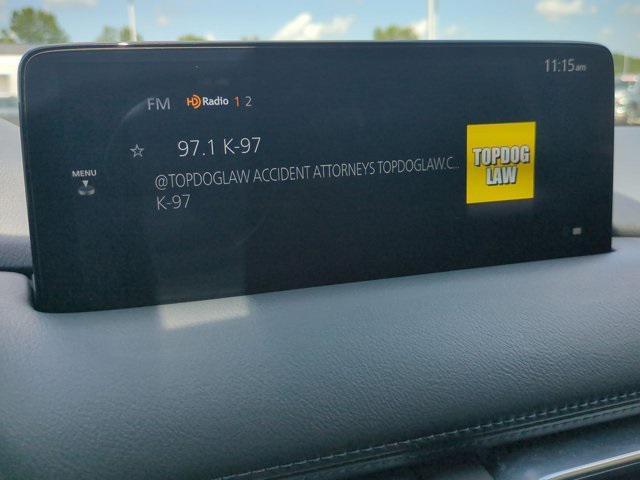 11:15am
FM HD Radio 1 2
97.1 K-97
MENU
@TOPDOGLAW ACCIDENT ATTORNEYS TOPDOGLAW.C...
K-97
TOPDOG
LAW